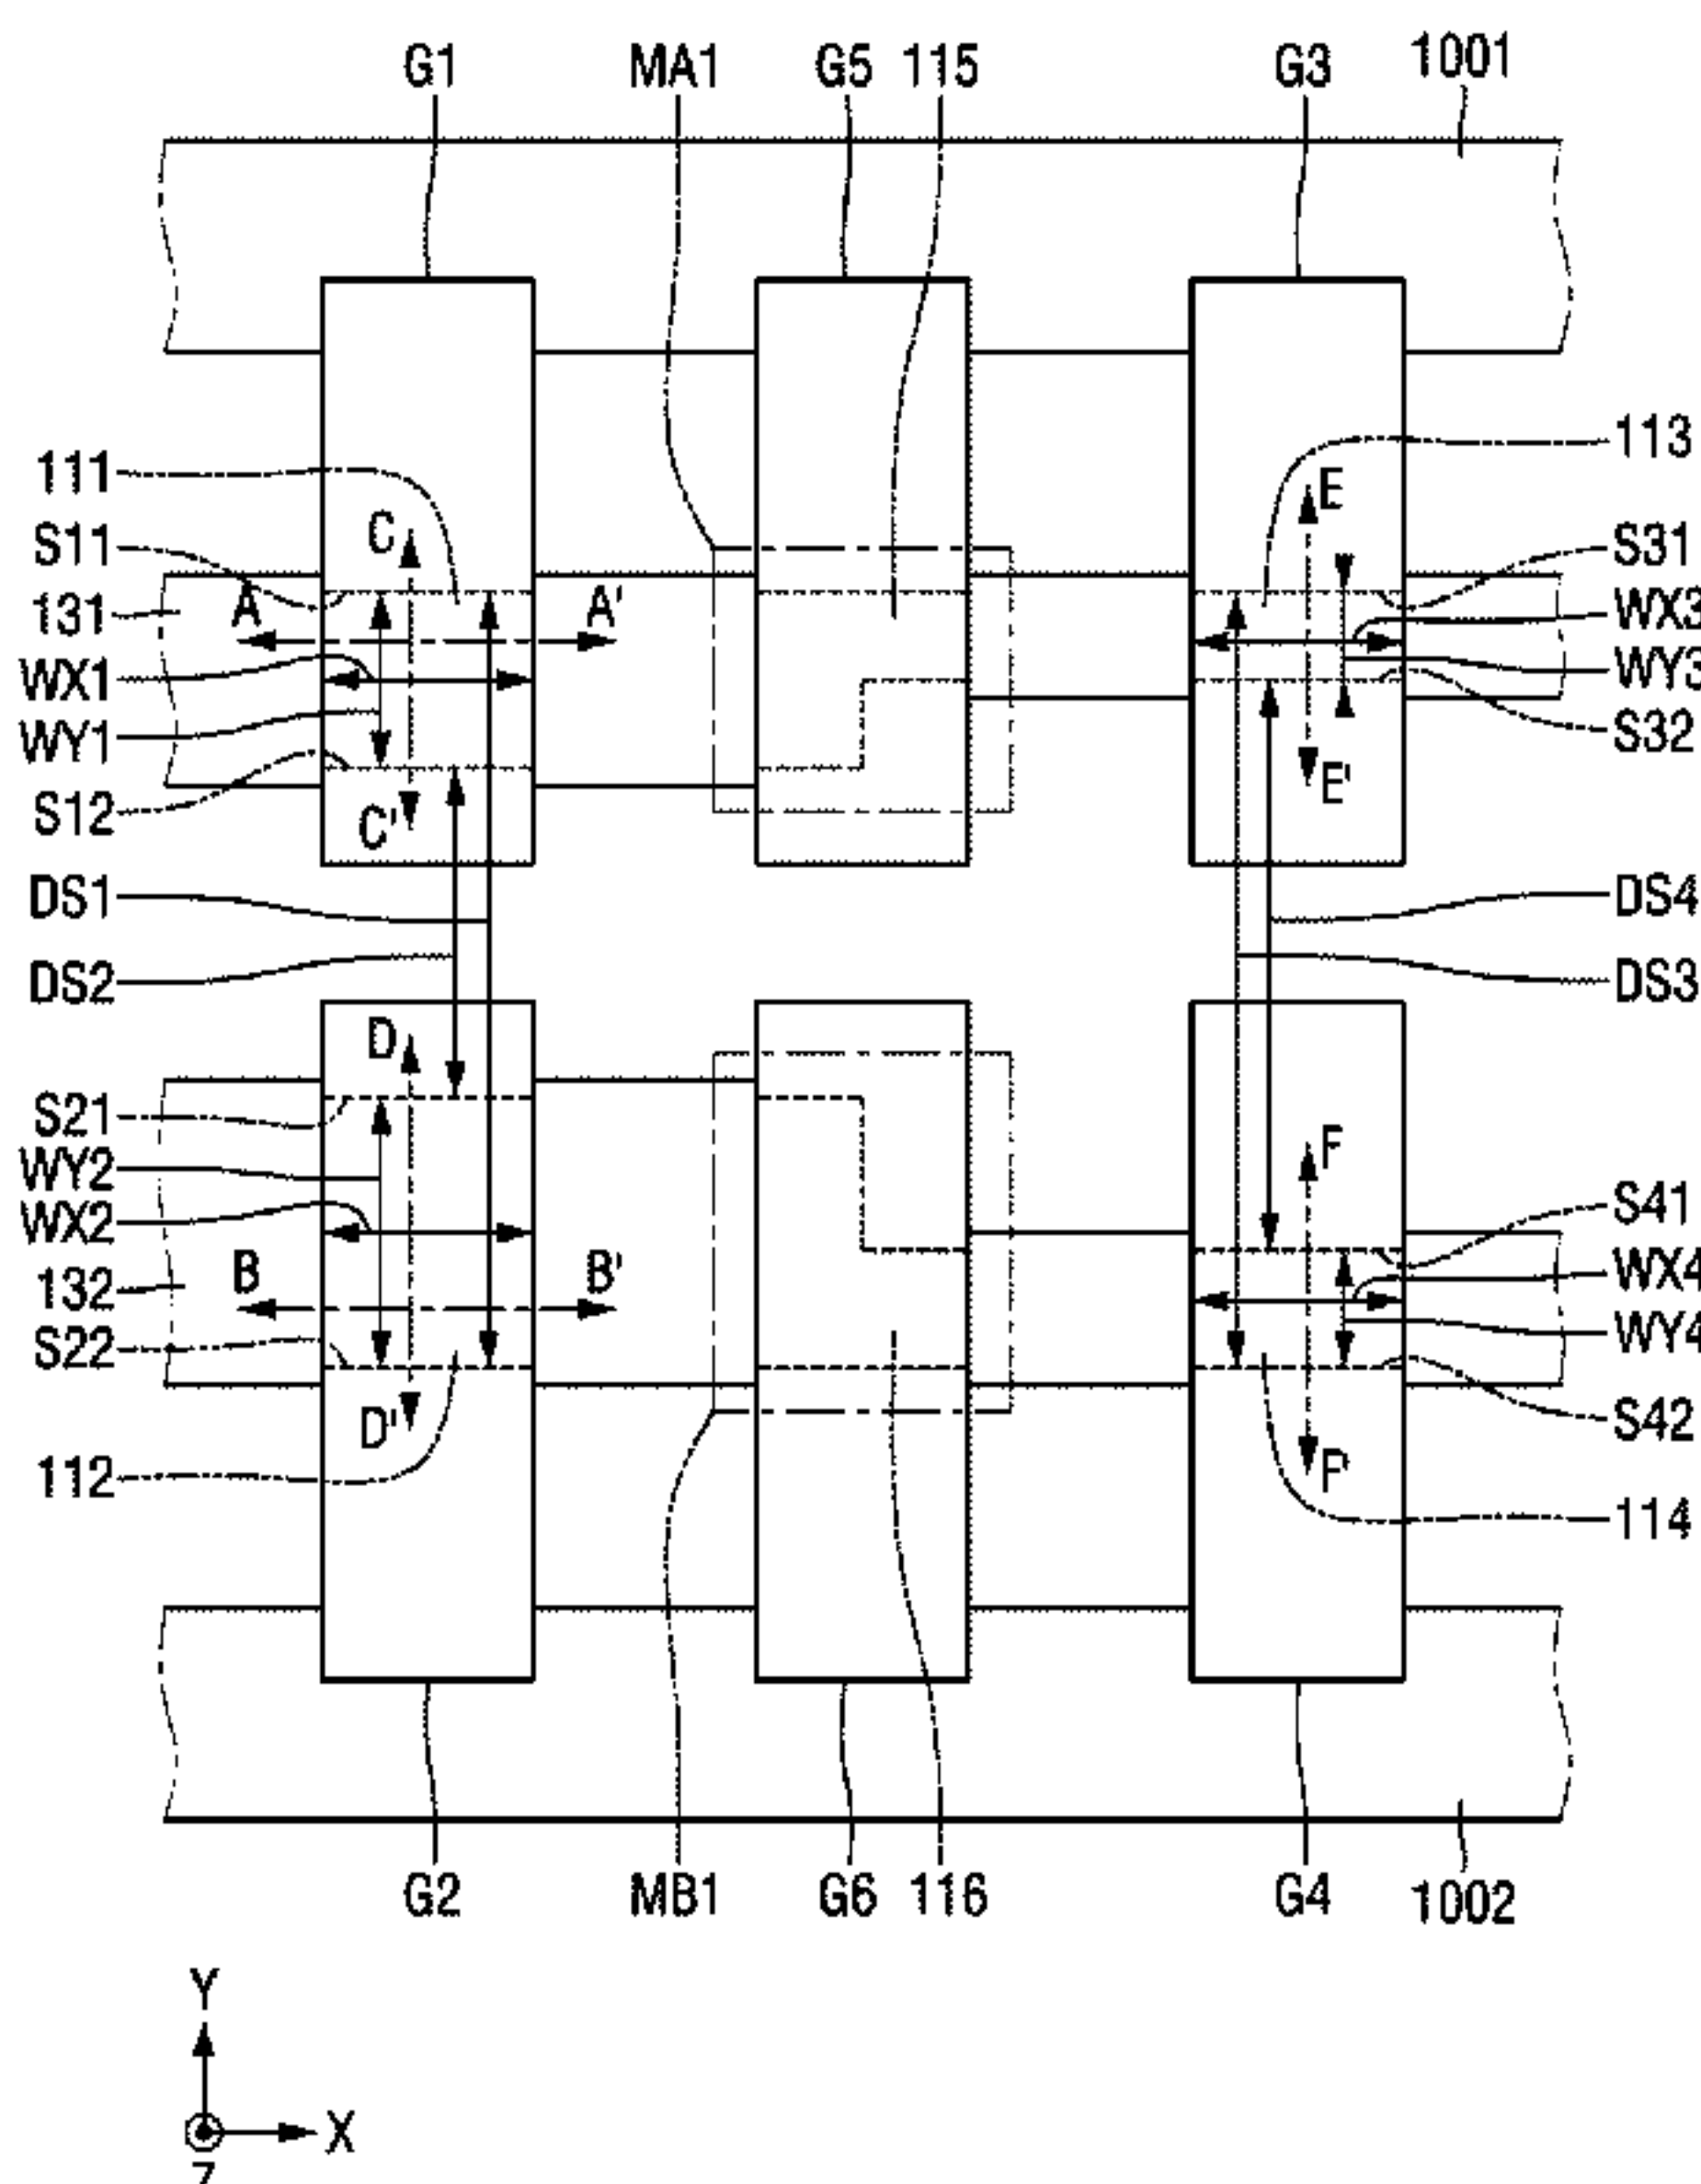 G1 MA1 G5 115 G3 1001
111
113
C
E
S11
S31
131
A
A'
WX3
WX1
WY3
WY1
S32
S12
C'
E'
DS1
DS4
DS2
DS3
D
S21
F
WY2
S41
WX2
B
B'
WX4
132
WY4
S22
D'
S42
112
F'
114
G2 MB1 G6 116 G4 1002
Y
X
Z